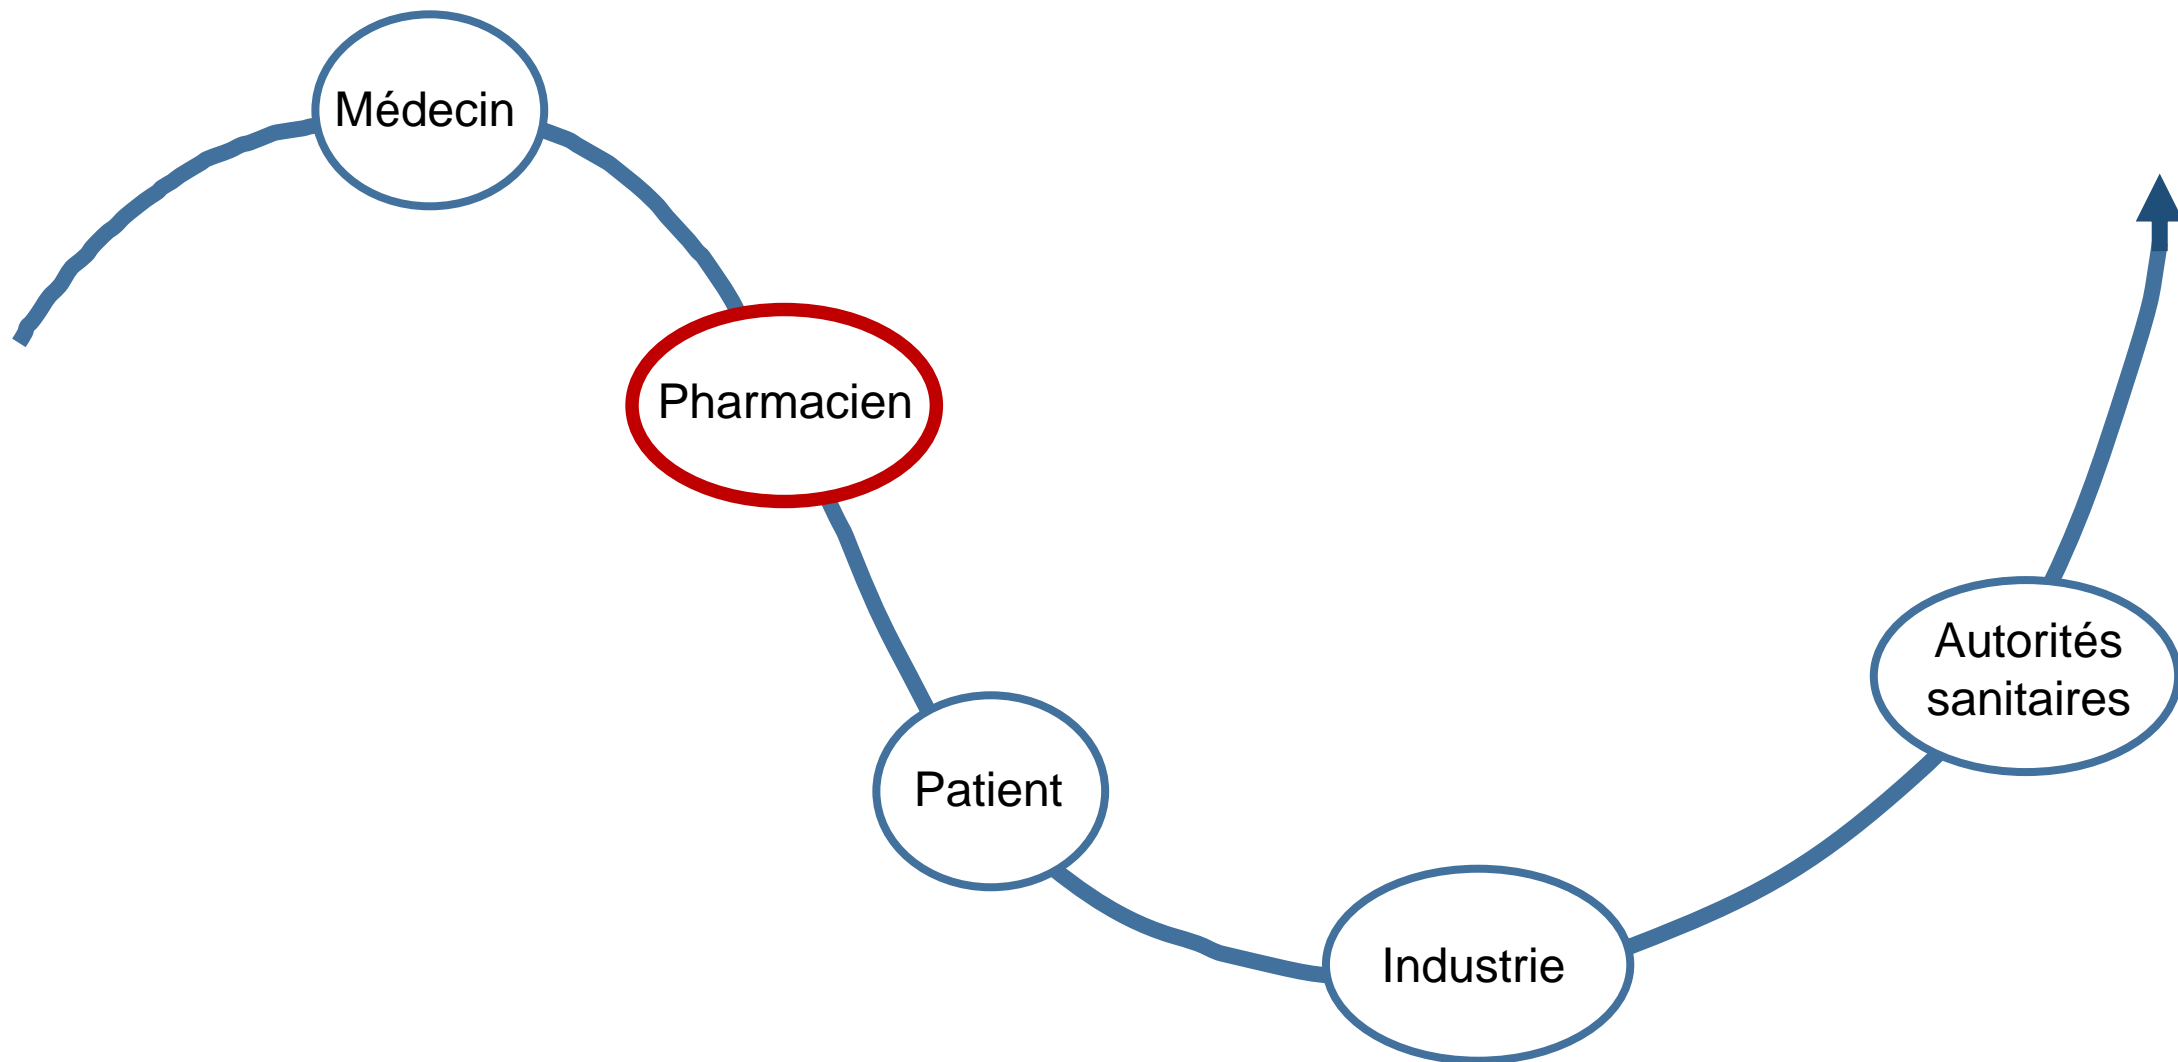 Médecin
Pharmacien
Patient
Industrie
Autorités
sanitaires